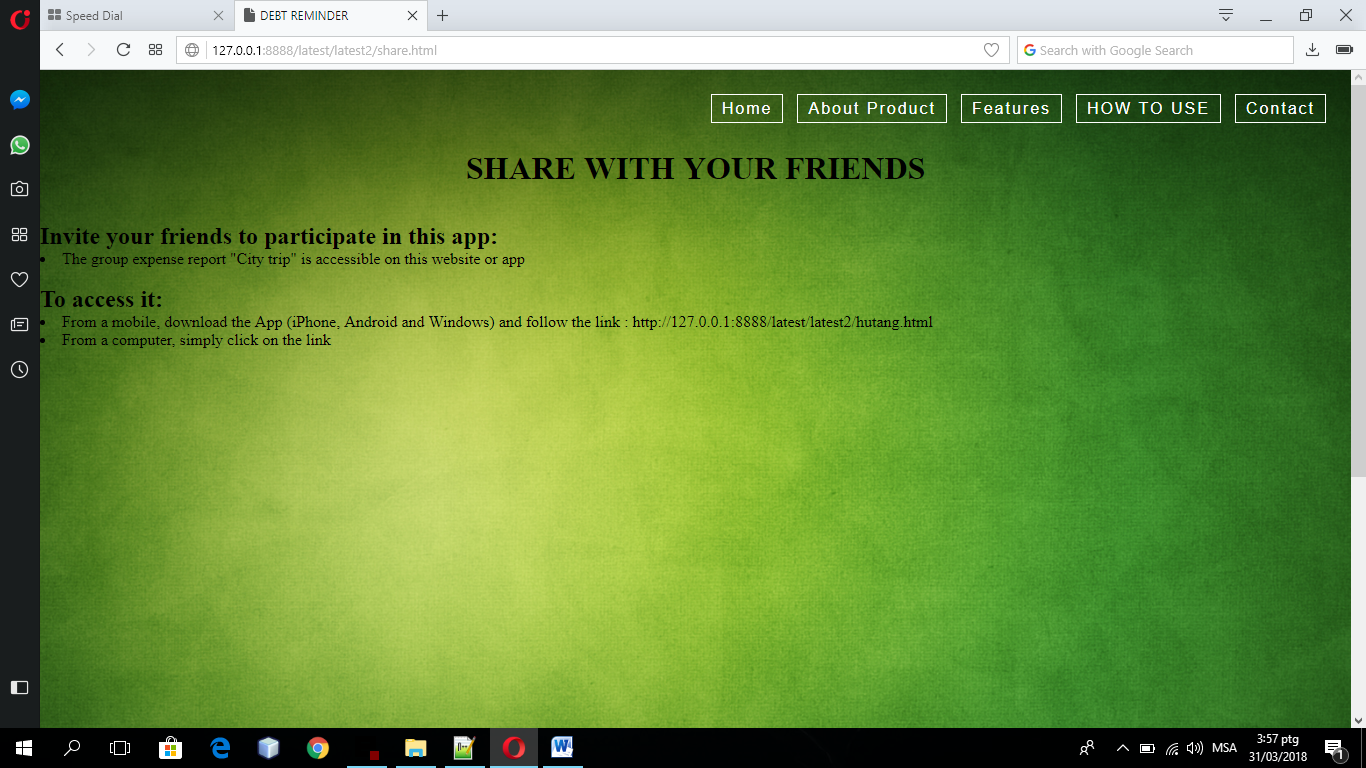 Speed Dial
DEBT REMINDER
127.0.0.1:8888/latest/latest2/share.html
Search with Google Search
Home
About Product
Features
HOW TO USE
Contact
SHARE WITH YOUR FRIENDS
Invite your friends to participate in this app:
• The group expense report "City trip" is accessible on this website or app
To access it:
• From a mobile, download the App (iPhone, Android and Windows) and follow the link : http://127.0.0.1:8888/latest/latest2/hutang.html
• From a computer, simply click on the link
MSA
3:57 ptg
31/03/2018
1